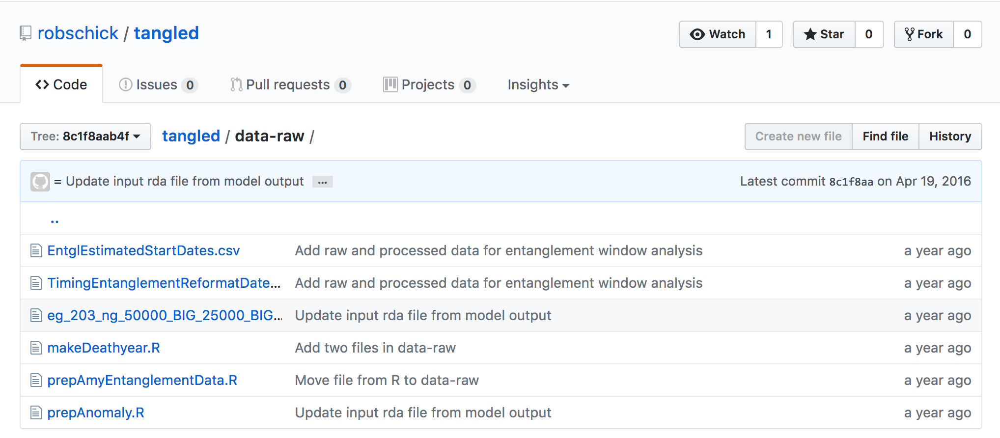 robschick / tangled
Watch 1
Star 0
Fork 0
Code
Issues 0
Pull requests 0
Projects 0
Insights
Tree: 8c1f8aab4f
tangled / data-raw /
Create new file
Find file
History
= Update input rda file from model output ...
Latest commit 8c1f8aa on Apr 19, 2016
..
EntglEstimatedStartDates.csv Add raw and processed data for entanglement window analysis a year ago
TimingEntanglementReformatDate... Add raw and processed data for entanglement window analysis a year ago
eg_203_ng_50000_BIG_25000_BIG... Update input rda file from model output a year ago
makeDeathyear.R Add two files in data-raw a year ago
prepAmyEntanglementData.R Move file from R to data-raw a year ago
prepAnomaly.R Update input rda file from model output a year ago